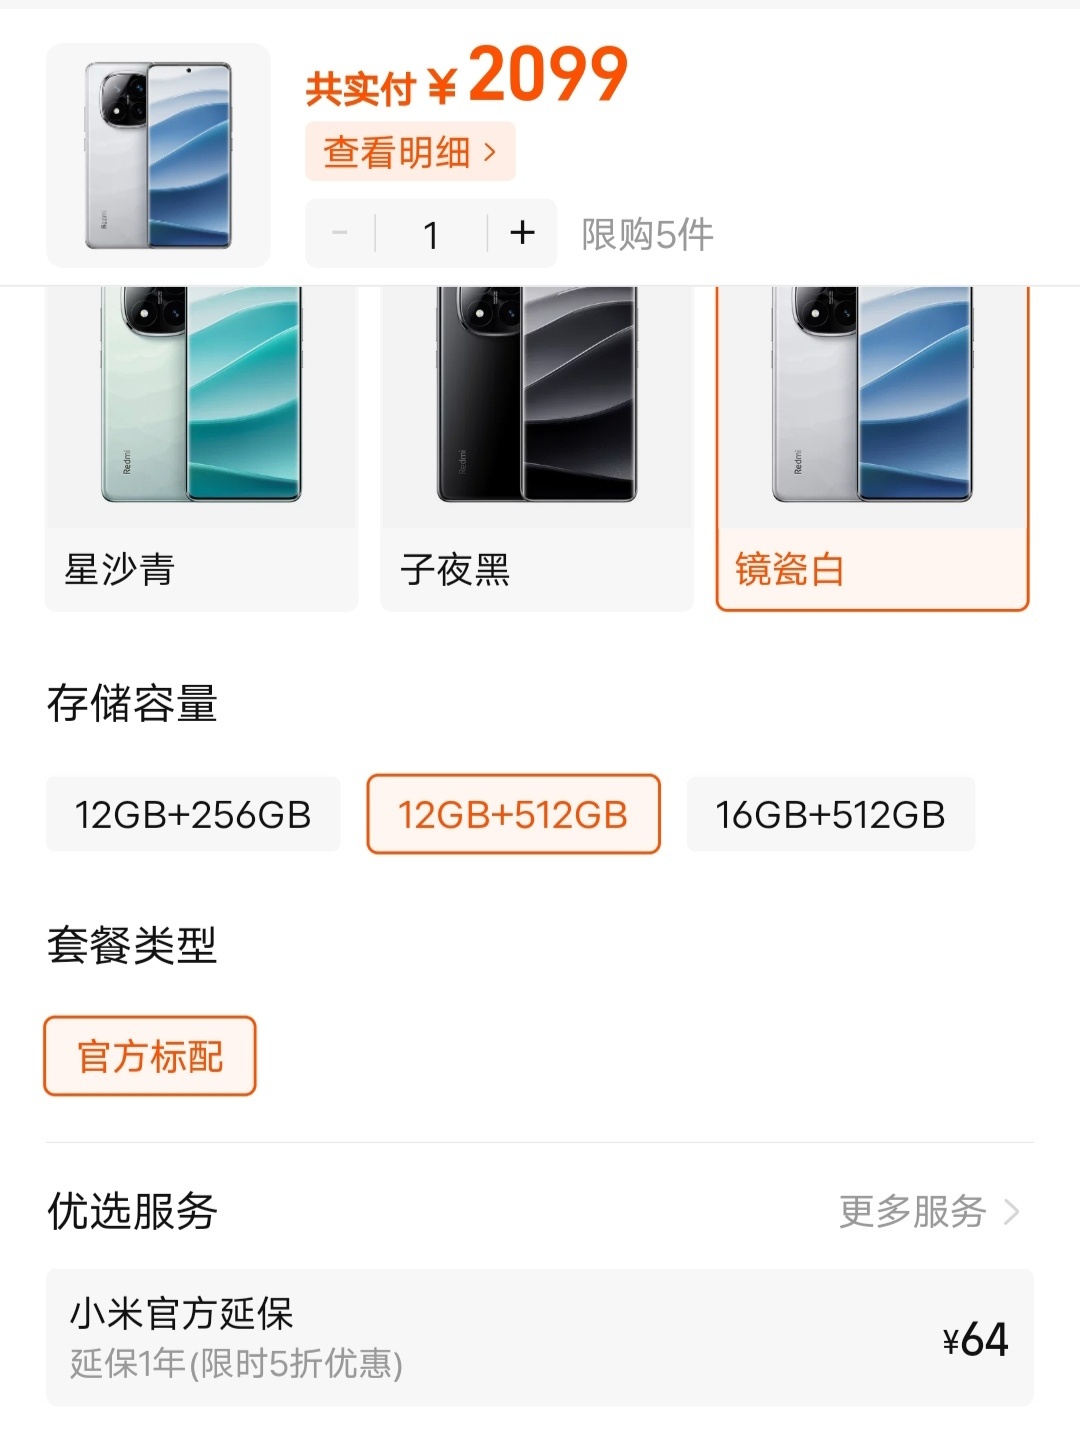 共实付 ¥2099
查看明细 >
− 1 + 限购5件
Redmi Redmi Redmi
星沙青 子夜黑 镜瓷白
存储容量
12GB+256GB 12GB+512GB 16GB+512GB
套餐类型
官方标配
优选服务 更多服务 >
小米官方延保
延保1年(限时5折优惠)
¥64